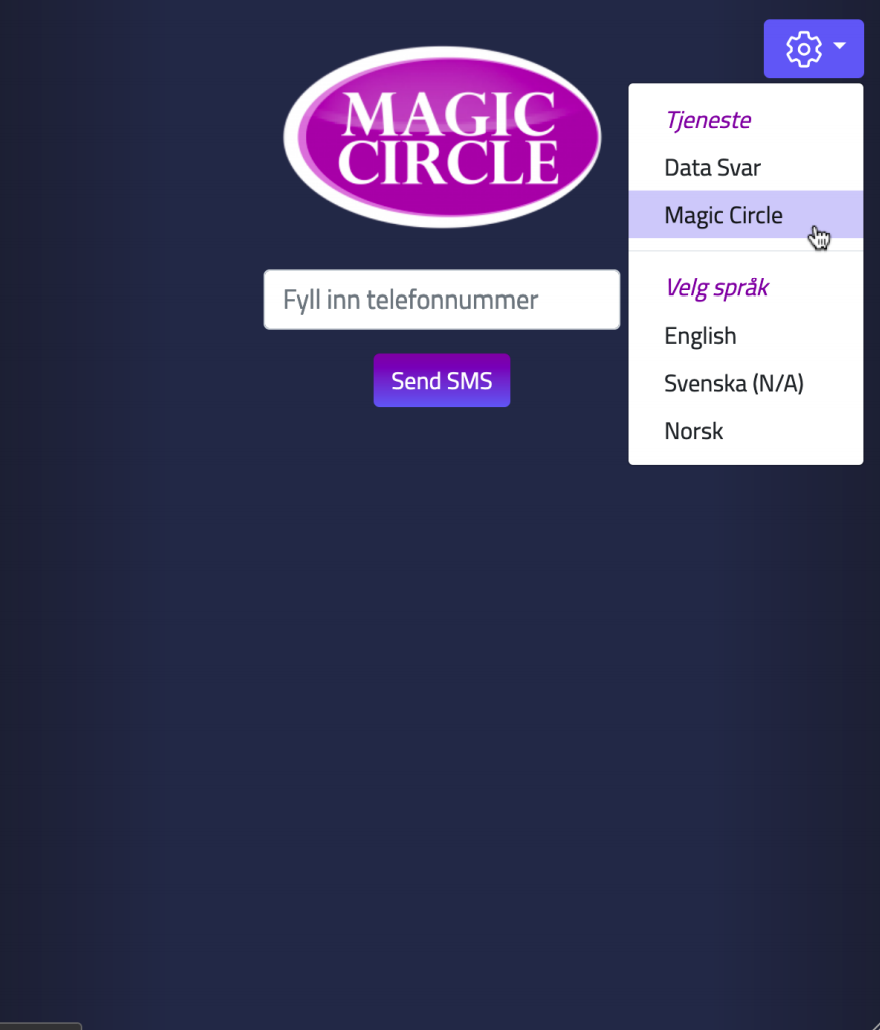 MAGIC
CIRCLE
Fyll inn telefonnummer
Send SMS
Tjeneste
Data Svar
Magic Circle
Velg språk
English
Svenska (N/A)
Norsk